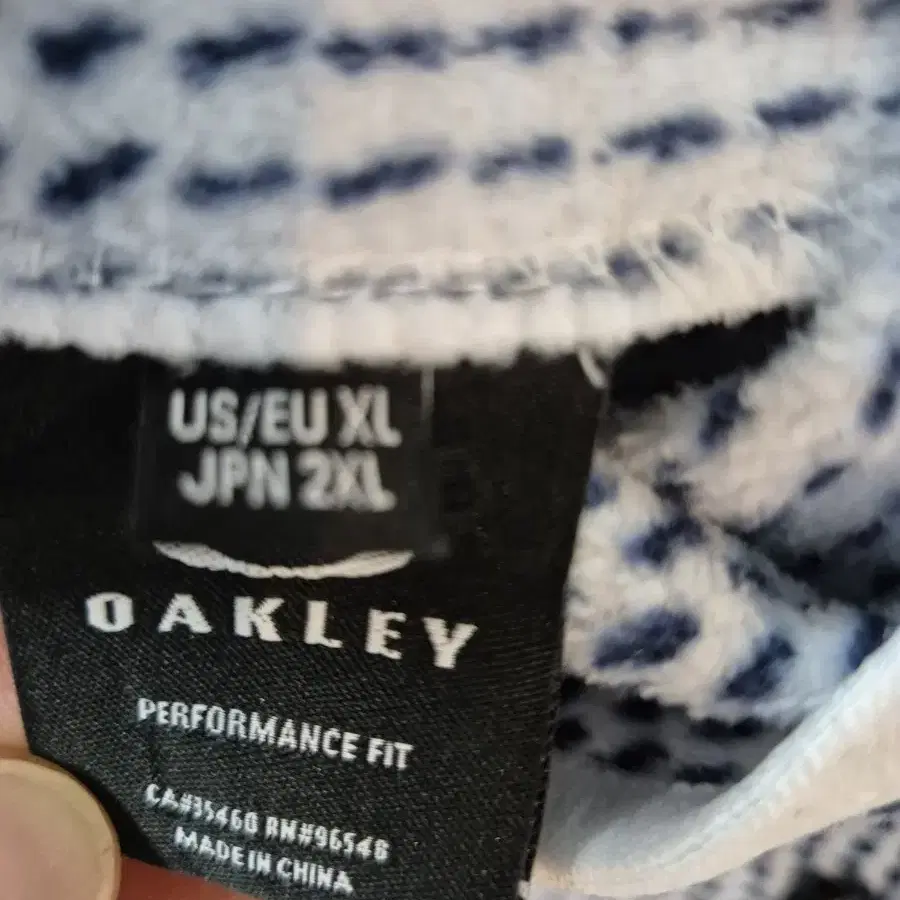 US/EU XL
JPN 2XL
OAKLEY
PERFORMANCE FIT
CA#35460 RN#96548
MADE IN CHINA